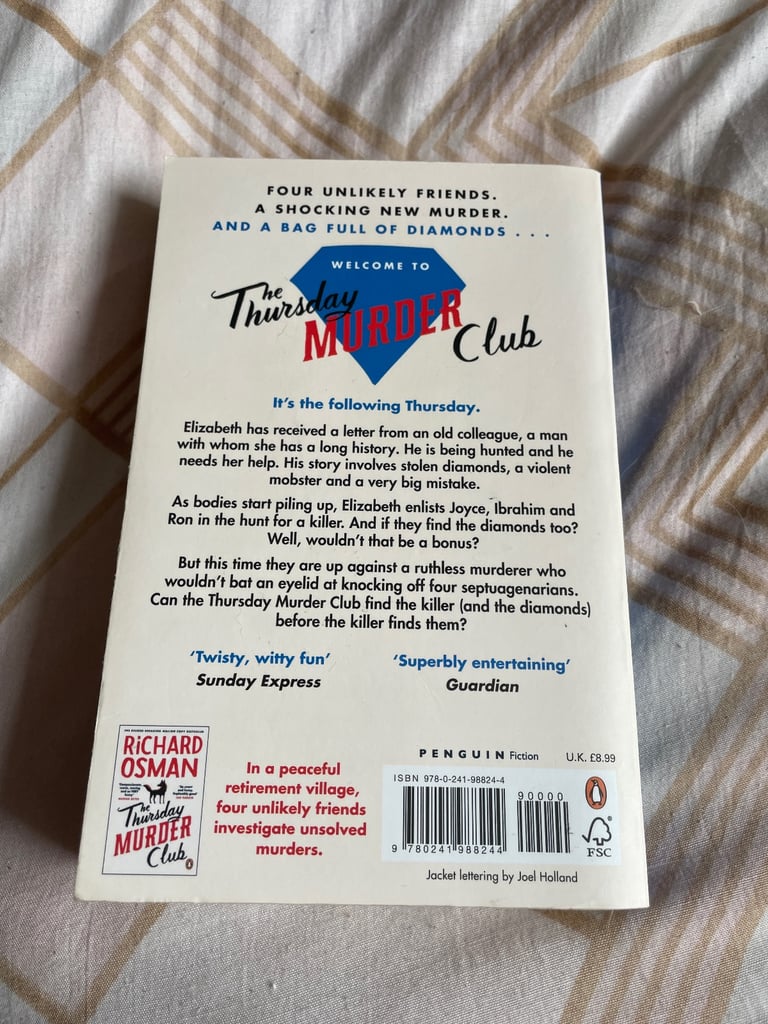 FOUR UNLIKELY FRIENDS.
A SHOCKING NEW MURDER.
AND A BAG FULL OF DIAMONDS . . .
WELCOME TO
The Thursday
MURDER
Club
It's the following Thursday.
Elizabeth has received a letter from an old colleague, a man
with whom she has a long history. He is being hunted and he
needs her help. His story involves stolen diamonds, a violent
mobster and a very big mistake.
As bodies start piling up, Elizabeth enlists Joyce, Ibrahim and
Ron in the hunt for a killer. And if they find the diamonds too?
Well, wouldn't that be a bonus?
But this time they are up against a ruthless murderer who
wouldn't bat an eyelid at knocking off four septuagenarians.
Can the Thursday Murder Club find the killer (and the diamonds)
before the killer finds them?
'Twisty, witty fun'
Sunday Express
'Superbly entertaining'
Guardian
RICHARD
OSMAN
The
Thursday
MURDER
Club
In a peaceful
retirement village,
four unlikely friends
investigate unsolved
murders.
PENGUIN Fiction
U.K. £8.99
ISBN 978-0-241-98824-4
90000
9 780241 988244
FSC
Jacket lettering by Joel Holland